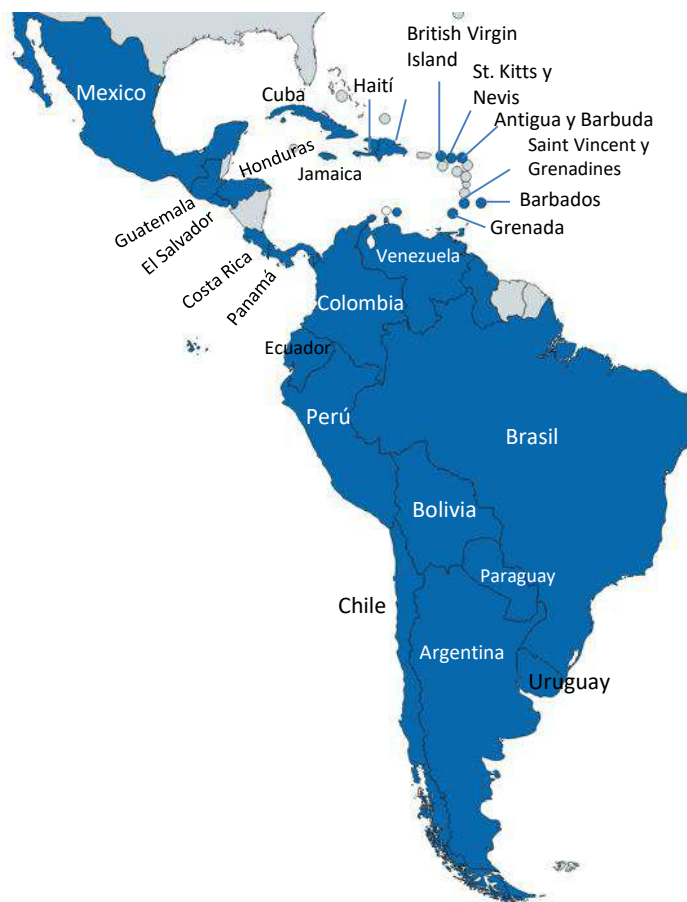 British Virgin
Island
St. Kitts y
Nevis
Mexico
Cuba
Haití
Antigua y Barbuda
Saint Vincent y
Grenadines
Honduras
Jamaica
Barbados
Guatemala
El Salvador
Grenada
Costa Rica
Panamá
Venezuela
Colombia
Ecuador
Perú
Brasil
Bolivia
Paraguay
Chile
Argentina
Uruguay